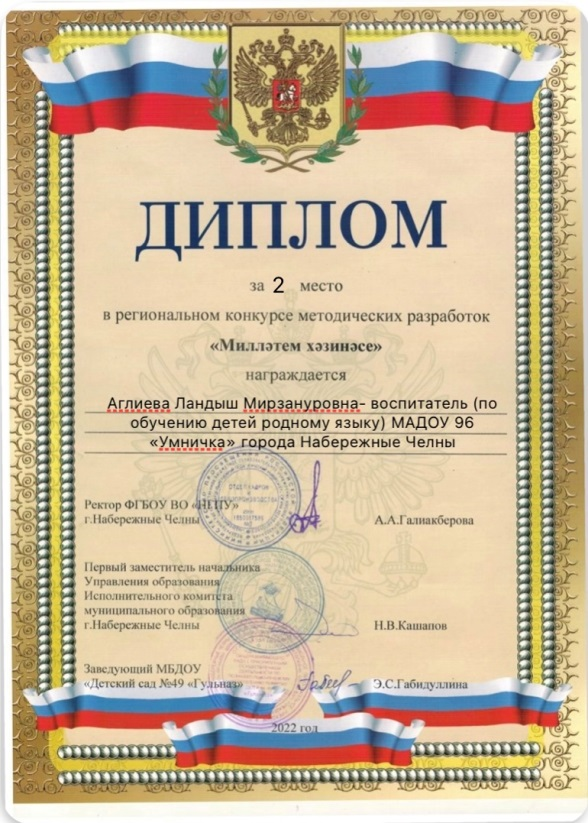 ДИПЛОМ
за 2 место
в региональном конкурсе методических разработок
«Милләтем хәзинәсе»
награждается
Аглиева Ландыш Мирзануровна- воспитатель (по
обучению детей родному языку) МАДОУ 96
«Умничка» города Набережные Челны
Ректор ФГБОУ ВО «НГПУ»
г.Набережные Челны
А.А.Галиакберова
Первый заместитель начальника
Управления образования
Исполнительного комитета
муниципального образования
г.Набережные Челны
Н.В.Кашапов
Заведующий МБДОУ
«Детский сад №49 «Гульназ»
Э.С.Габидуллина
2022 год